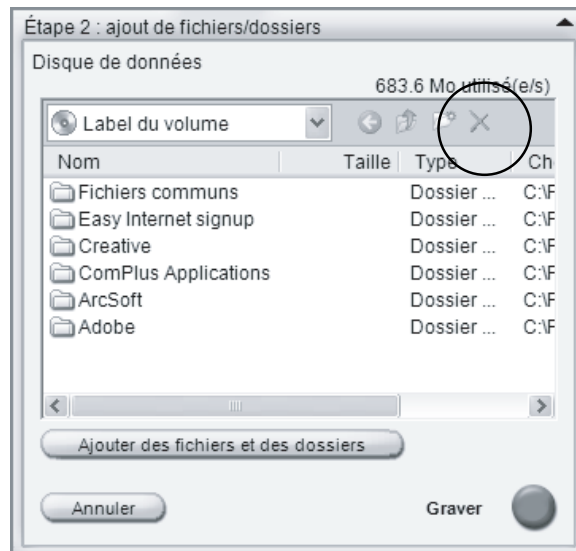 Étape 2 : ajout de fichiers/dossiers
Disque de données
683.6 Mo utilisé(e/s)
Label du volume
Nom Taille Type Ch
Fichiers communs Dossier ... C:\F
Easy Internet signup Dossier ... C:\F
Creative Dossier ... C:\F
ComPlus Applications Dossier ... C:\F
ArcSoft Dossier ... C:\F
Adobe Dossier ... C:\F
Ajouter des fichiers et des dossiers
Annuler Graver